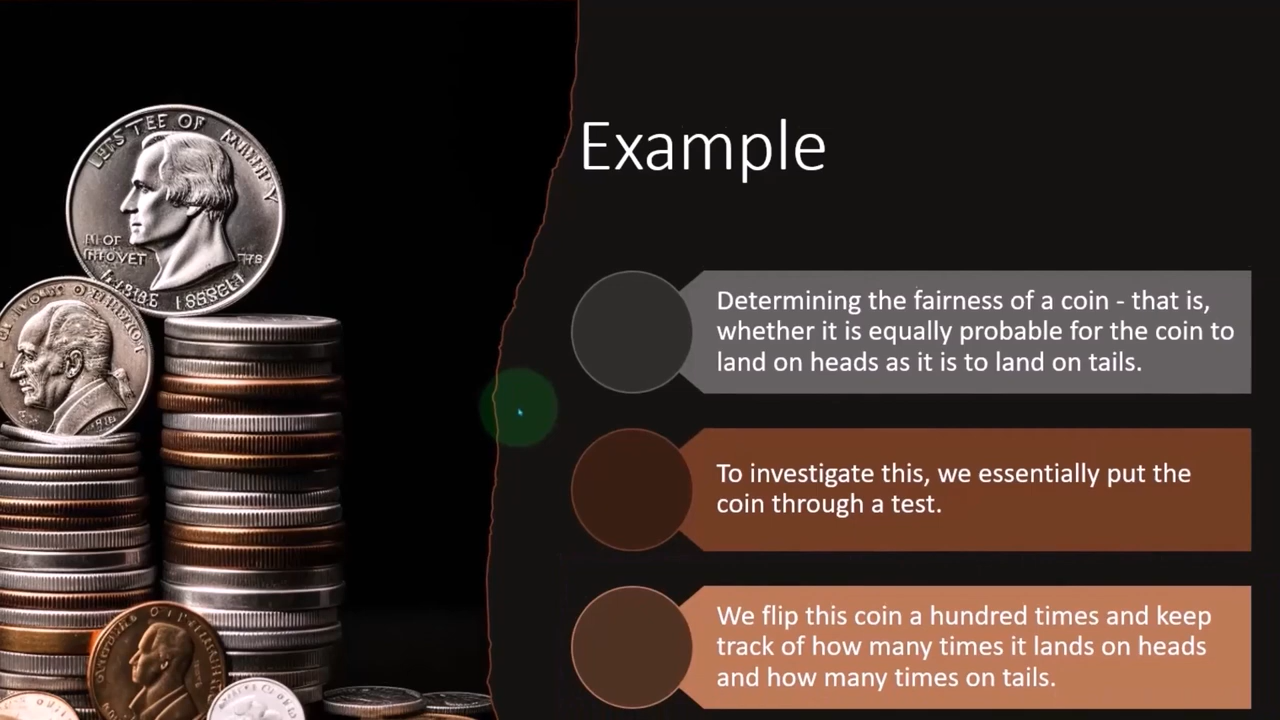 Example
Determining the fairness of a coin - that is,
whether it is equally probable for the coin to
land on heads as it is to land on tails.
To investigate this, we essentially put the
coin through a test.
We flip this coin a hundred times and keep
track of how many times it lands on heads
and how many times on tails.